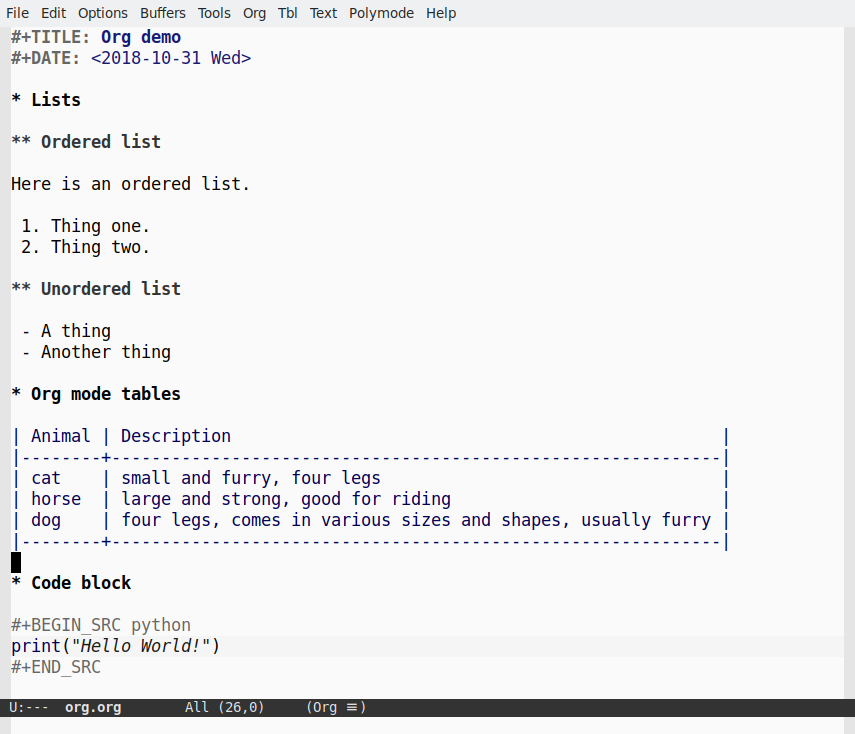 File Edit Options Buffers Tools Org Tbl Text Polymode Help
#+TITLE: Org demo
#+DATE: <2018-10-31 Wed>
* Lists
** Ordered list
Here is an ordered list.
 1. Thing one.
 2. Thing two.
** Unordered list
 - A thing
 - Another thing
* Org mode tables
| Animal | Description                                                |
|--------+-------------------------------------------------------------|
| cat    | small and furry, four legs                                  |
| horse  | large and strong, good for riding                           |
| dog    | four legs, comes in various sizes and shapes, usually furry |
|--------+-------------------------------------------------------------|
* Code block
#+BEGIN_SRC python
print("Hello World!")
#+END_SRC
U:---  org.org       All (26,0)    (Org ≡)